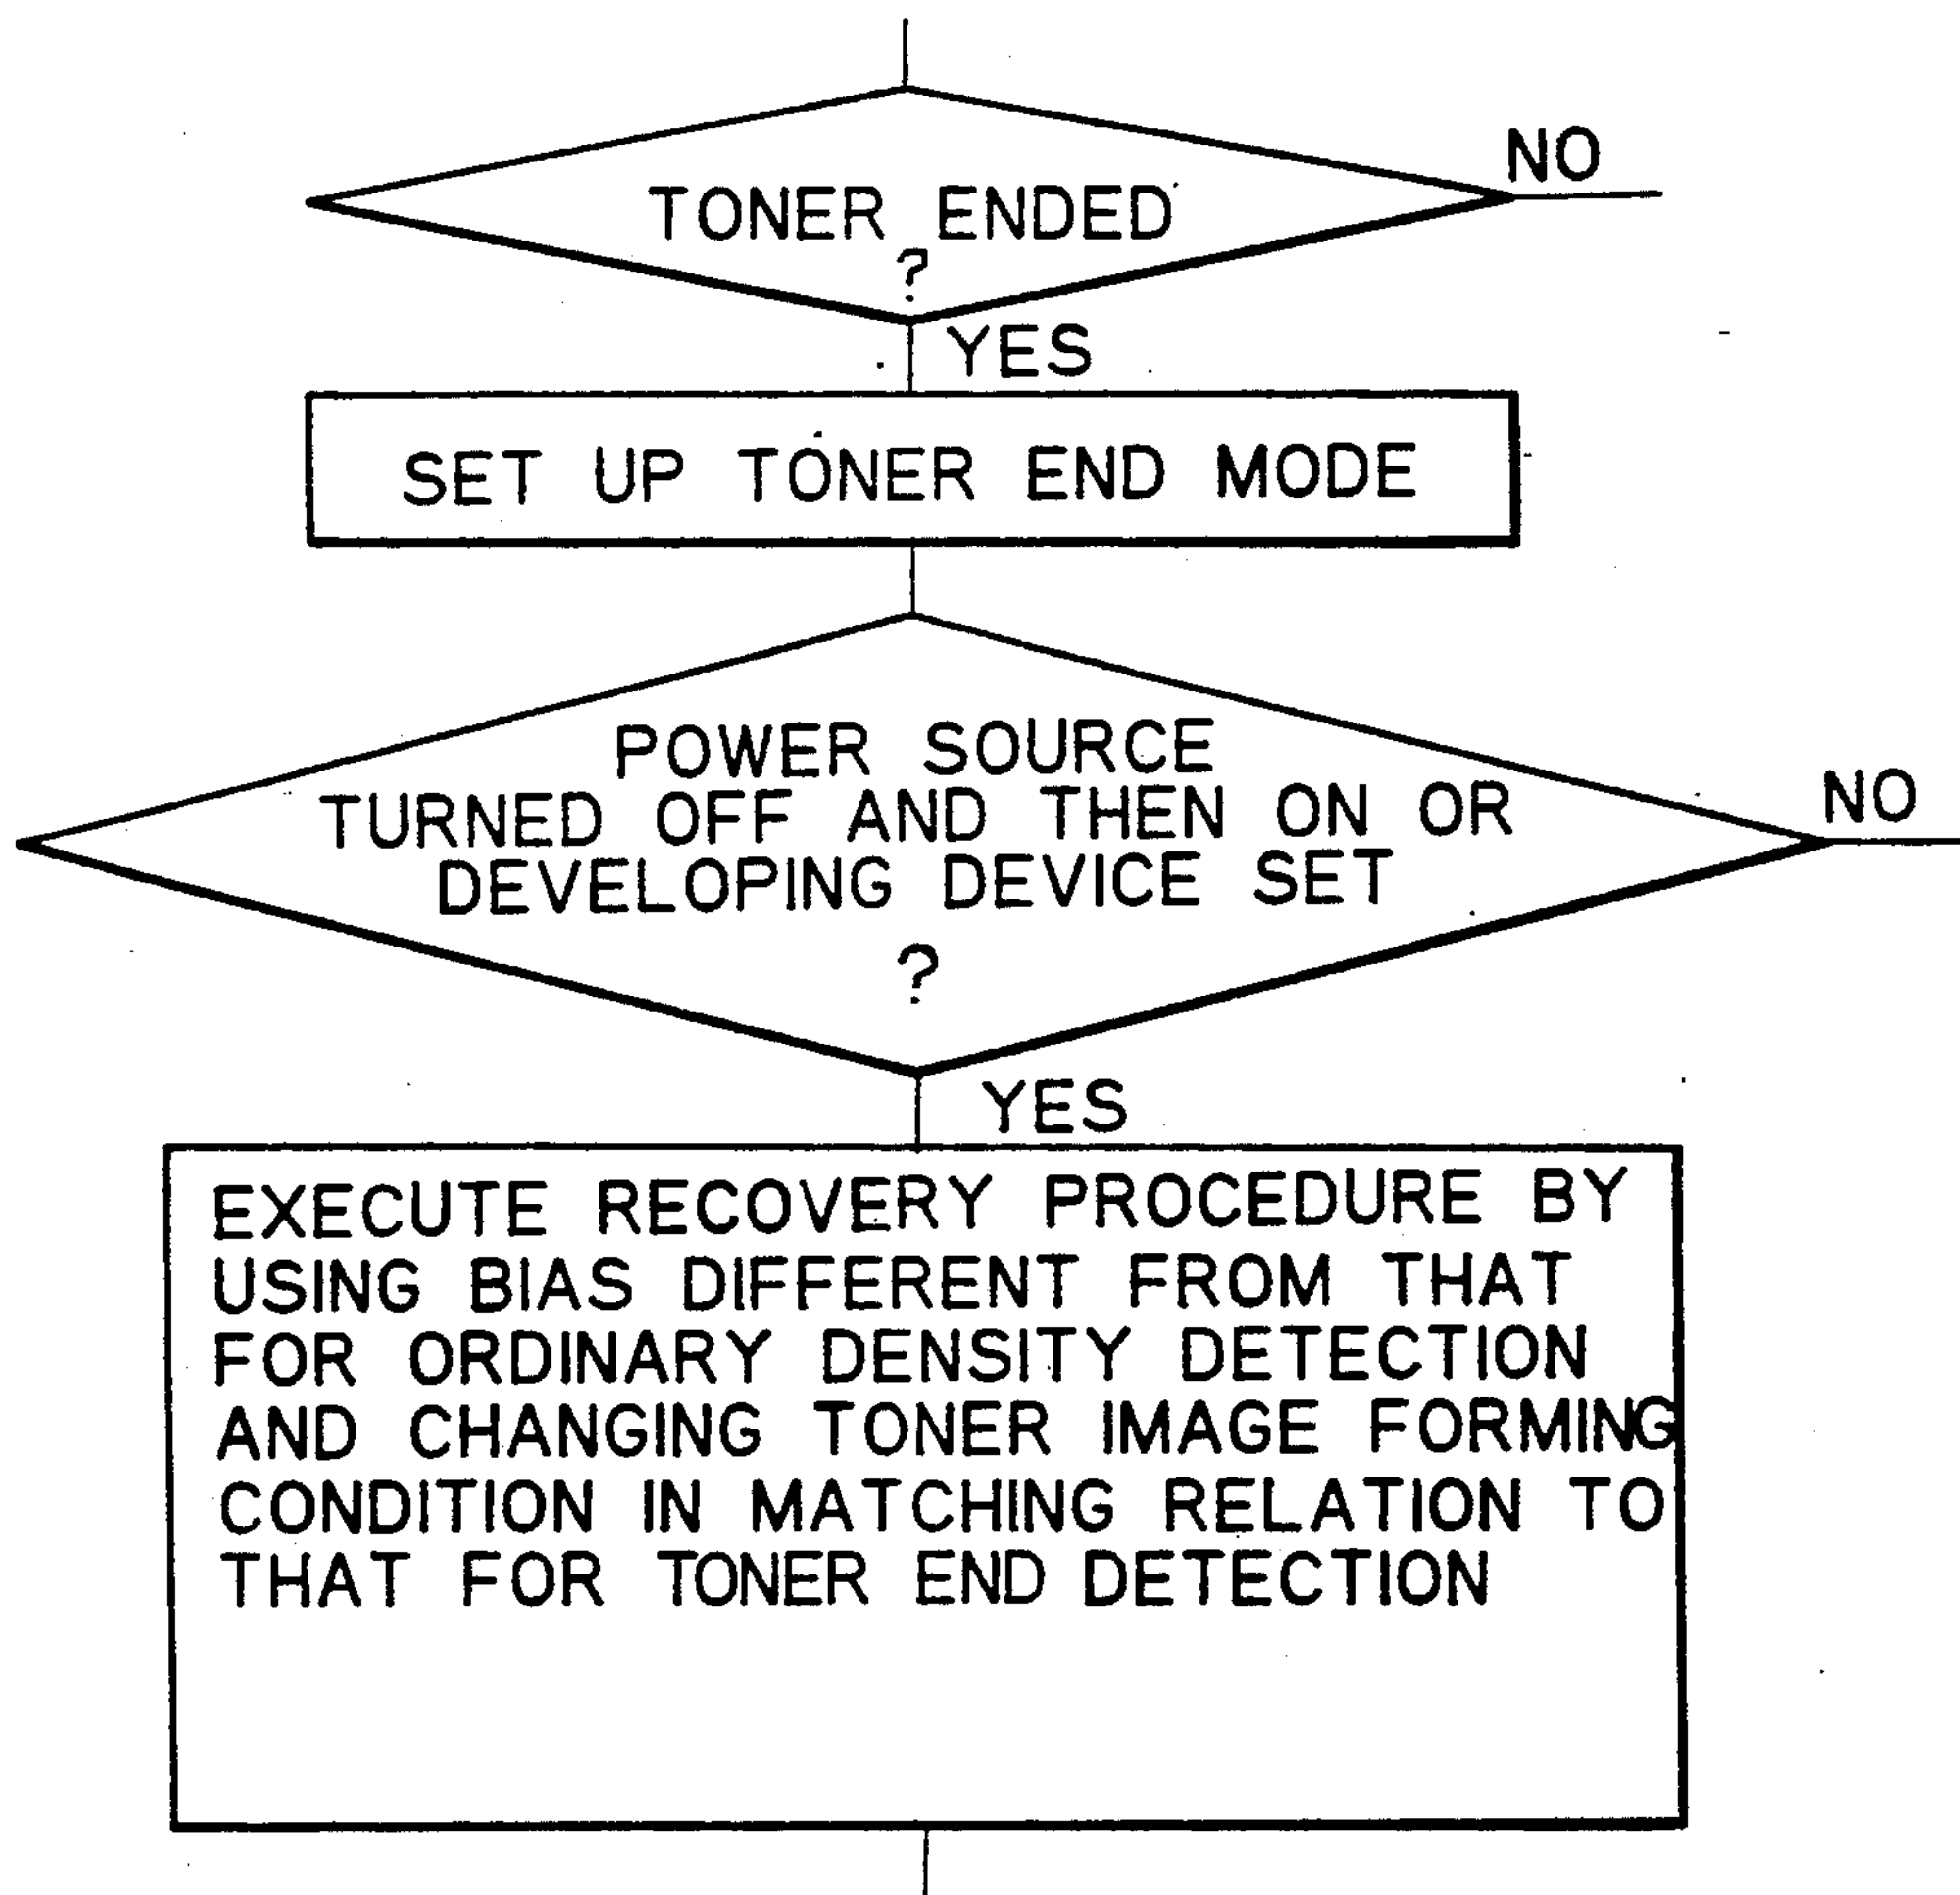 NO
TONER ENDED
?
YES
SET UP TONER END MODE
POWER SOURCE
TURNED OFF AND THEN ON OR
DEVELOPING DEVICE SET
?
NO
YES
EXECUTE RECOVERY PROCEDURE BY
USING BIAS DIFFERENT FROM THAT
FOR ORDINARY DENSITY DETECTION
AND CHANGING TONER IMAGE FORMING
CONDITION IN MATCHING RELATION TO
THAT FOR TONER END DETECTION